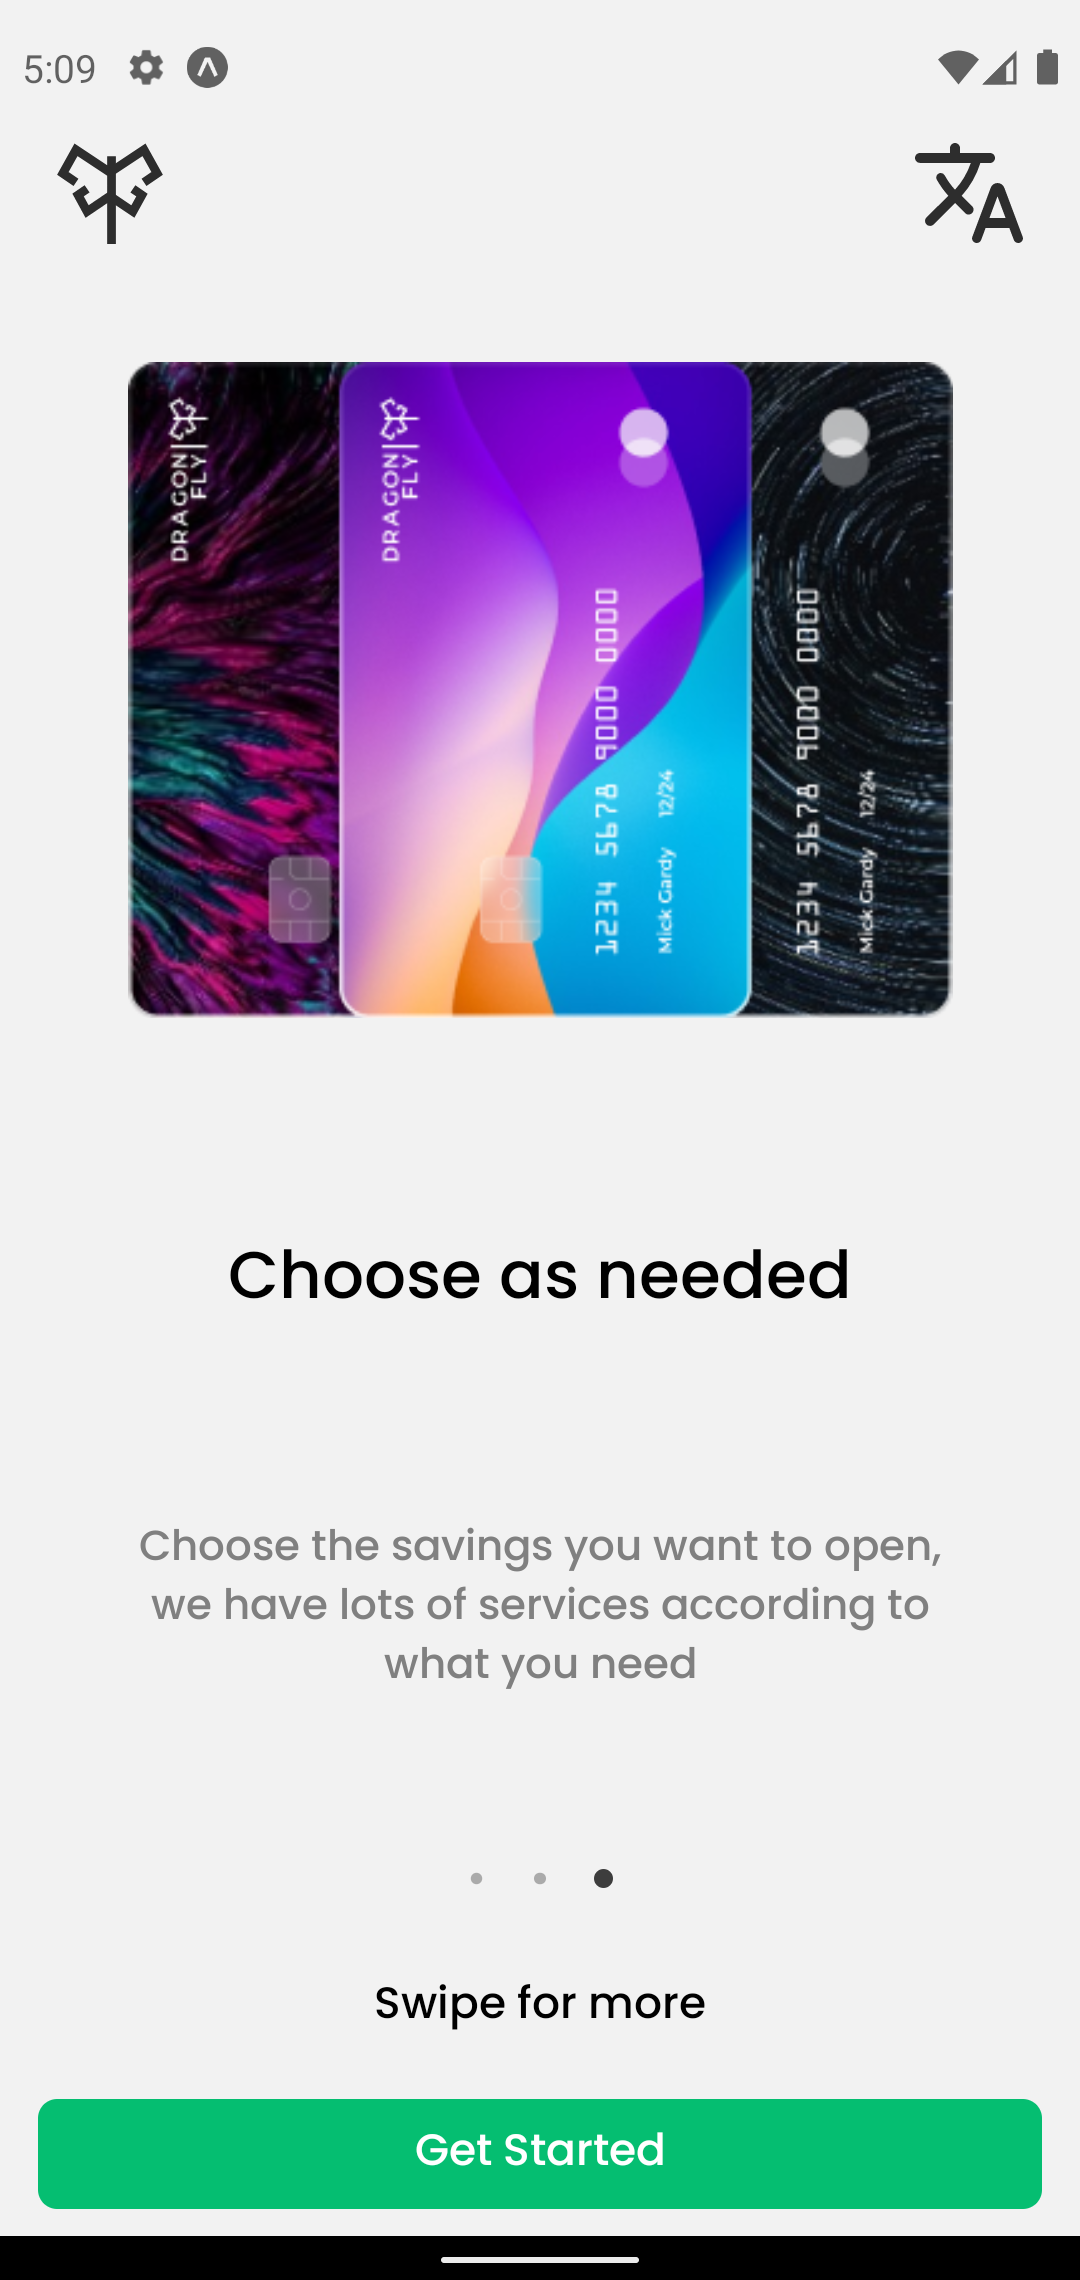 5:09
文A
DRAGON
FLY
DRAGON
FLY
1234 5678 9000 0000
Mick Gardy 12/24
1234 5678 9000 0000
Mick Gardy 12/24
Choose as needed
Choose the savings you want to open,
we have lots of services according to
what you need
Swipe for more
Get Started